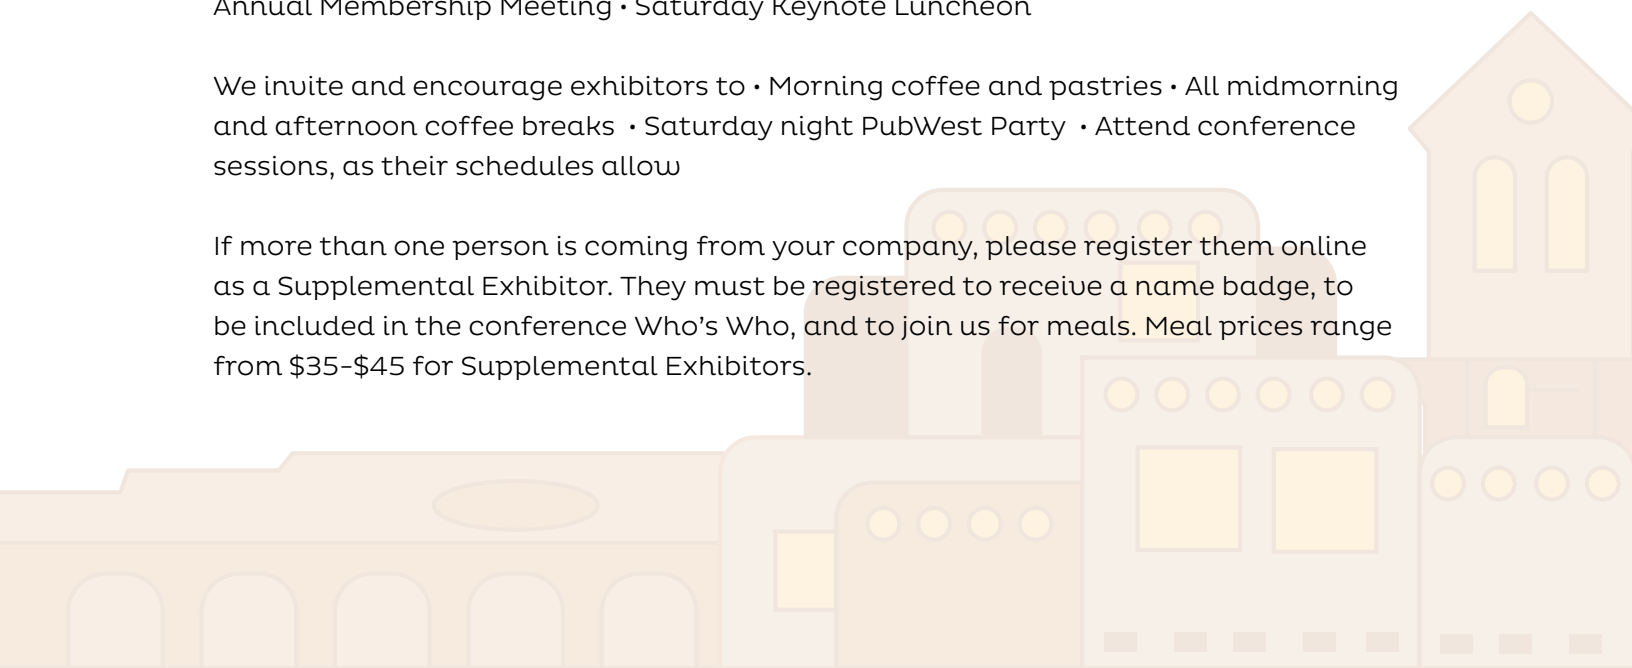 Annual Membership Meeting • Saturday Keynote Luncheon
We invite and encourage exhibitors to • Morning coffee and pastries • All midmorning
and afternoon coffee breaks  • Saturday night PubWest Party  • Attend conference
sessions, as their schedules allow
If more than one person is coming from your company, please register them online
as a Supplemental Exhibitor. They must be registered to receive a name badge, to
be included in the conference Who’s Who, and to join us for meals. Meal prices range
from $35–$45 for Supplemental Exhibitors.